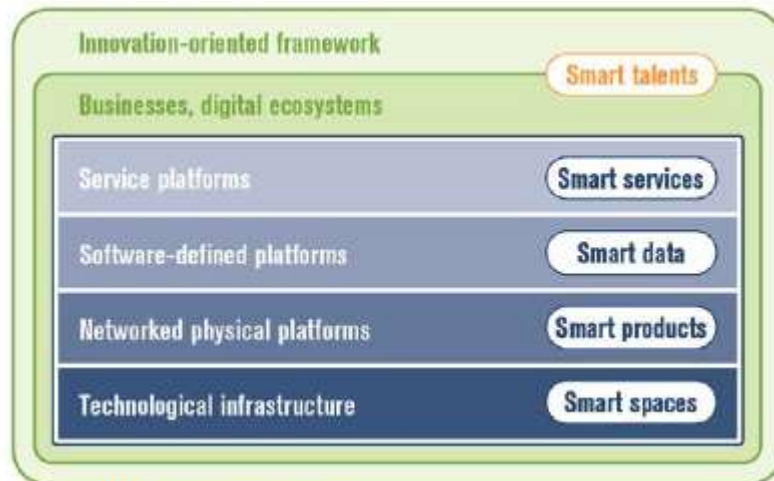 Innovation-oriented framework
Smart talents
Businesses, digital ecosystems
Service platforms Smart services
Software-defined platforms Smart data
Networked physical platforms Smart products
Technological infrastructure Smart spaces